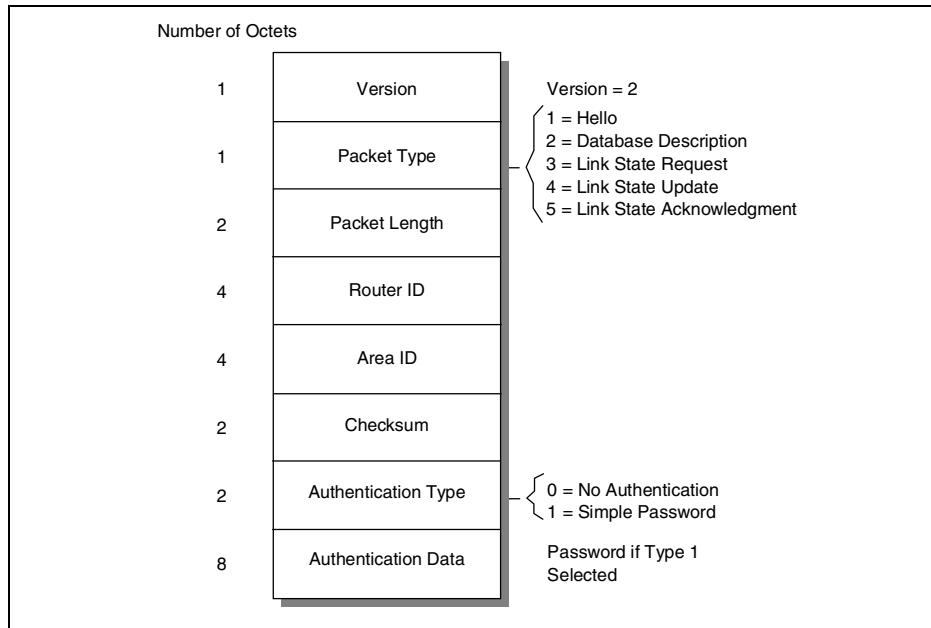 Number of Octets
1 Version Version = 2
1 Packet Type
1 = Hello
2 = Database Description
3 = Link State Request
4 = Link State Update
5 = Link State Acknowledgment
2 Packet Length
4 Router ID
4 Area ID
2 Checksum
2 Authentication Type
0 = No Authentication
1 = Simple Password
8 Authentication Data
Password if Type 1
Selected